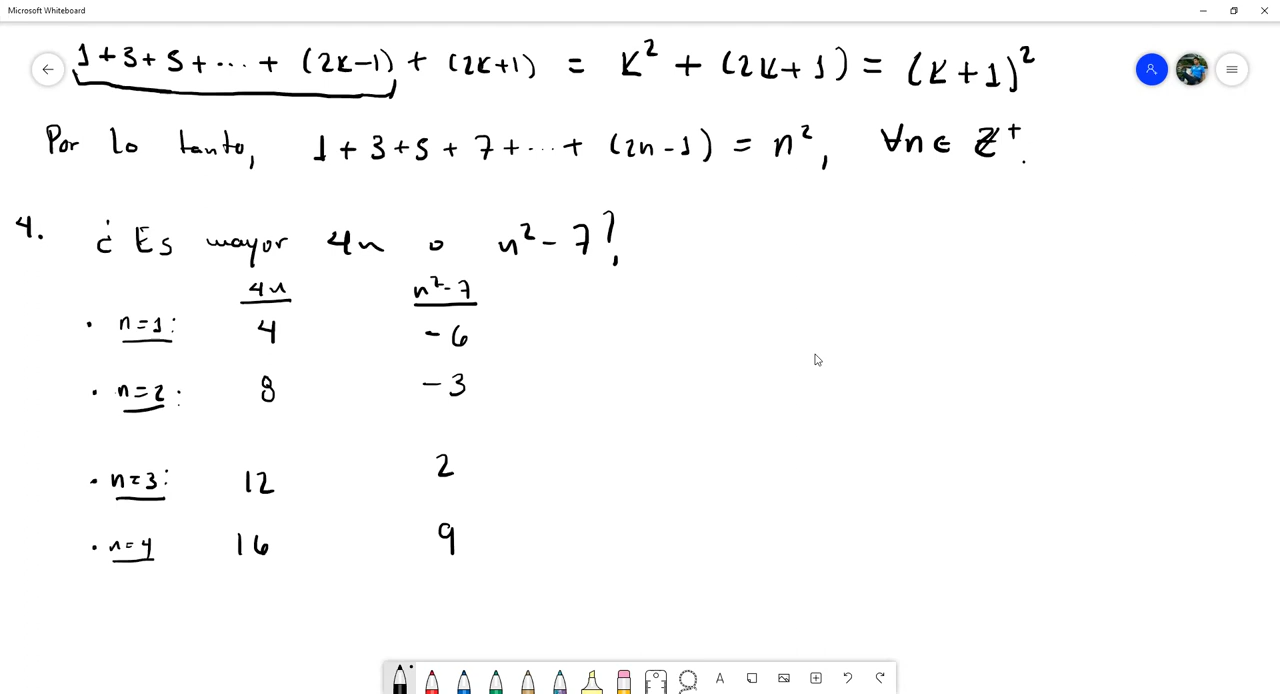 Microsoft Whiteboard
1 + 3 + 5 + ... + (2k-1) + (2k+1) = k² + (2k+1) = (k+1)²
Por lo tanto, 1 + 3 + 5 + 7 + ... + (2n-1) = n², ∀n ∈ ℤ⁺.
4. ¿Es mayor 4n o n² - 7?
4n n²-7
• n=1: 4 -6
• n=2: 8 -3
• n=3: 12 2
• n=4 16 9
A